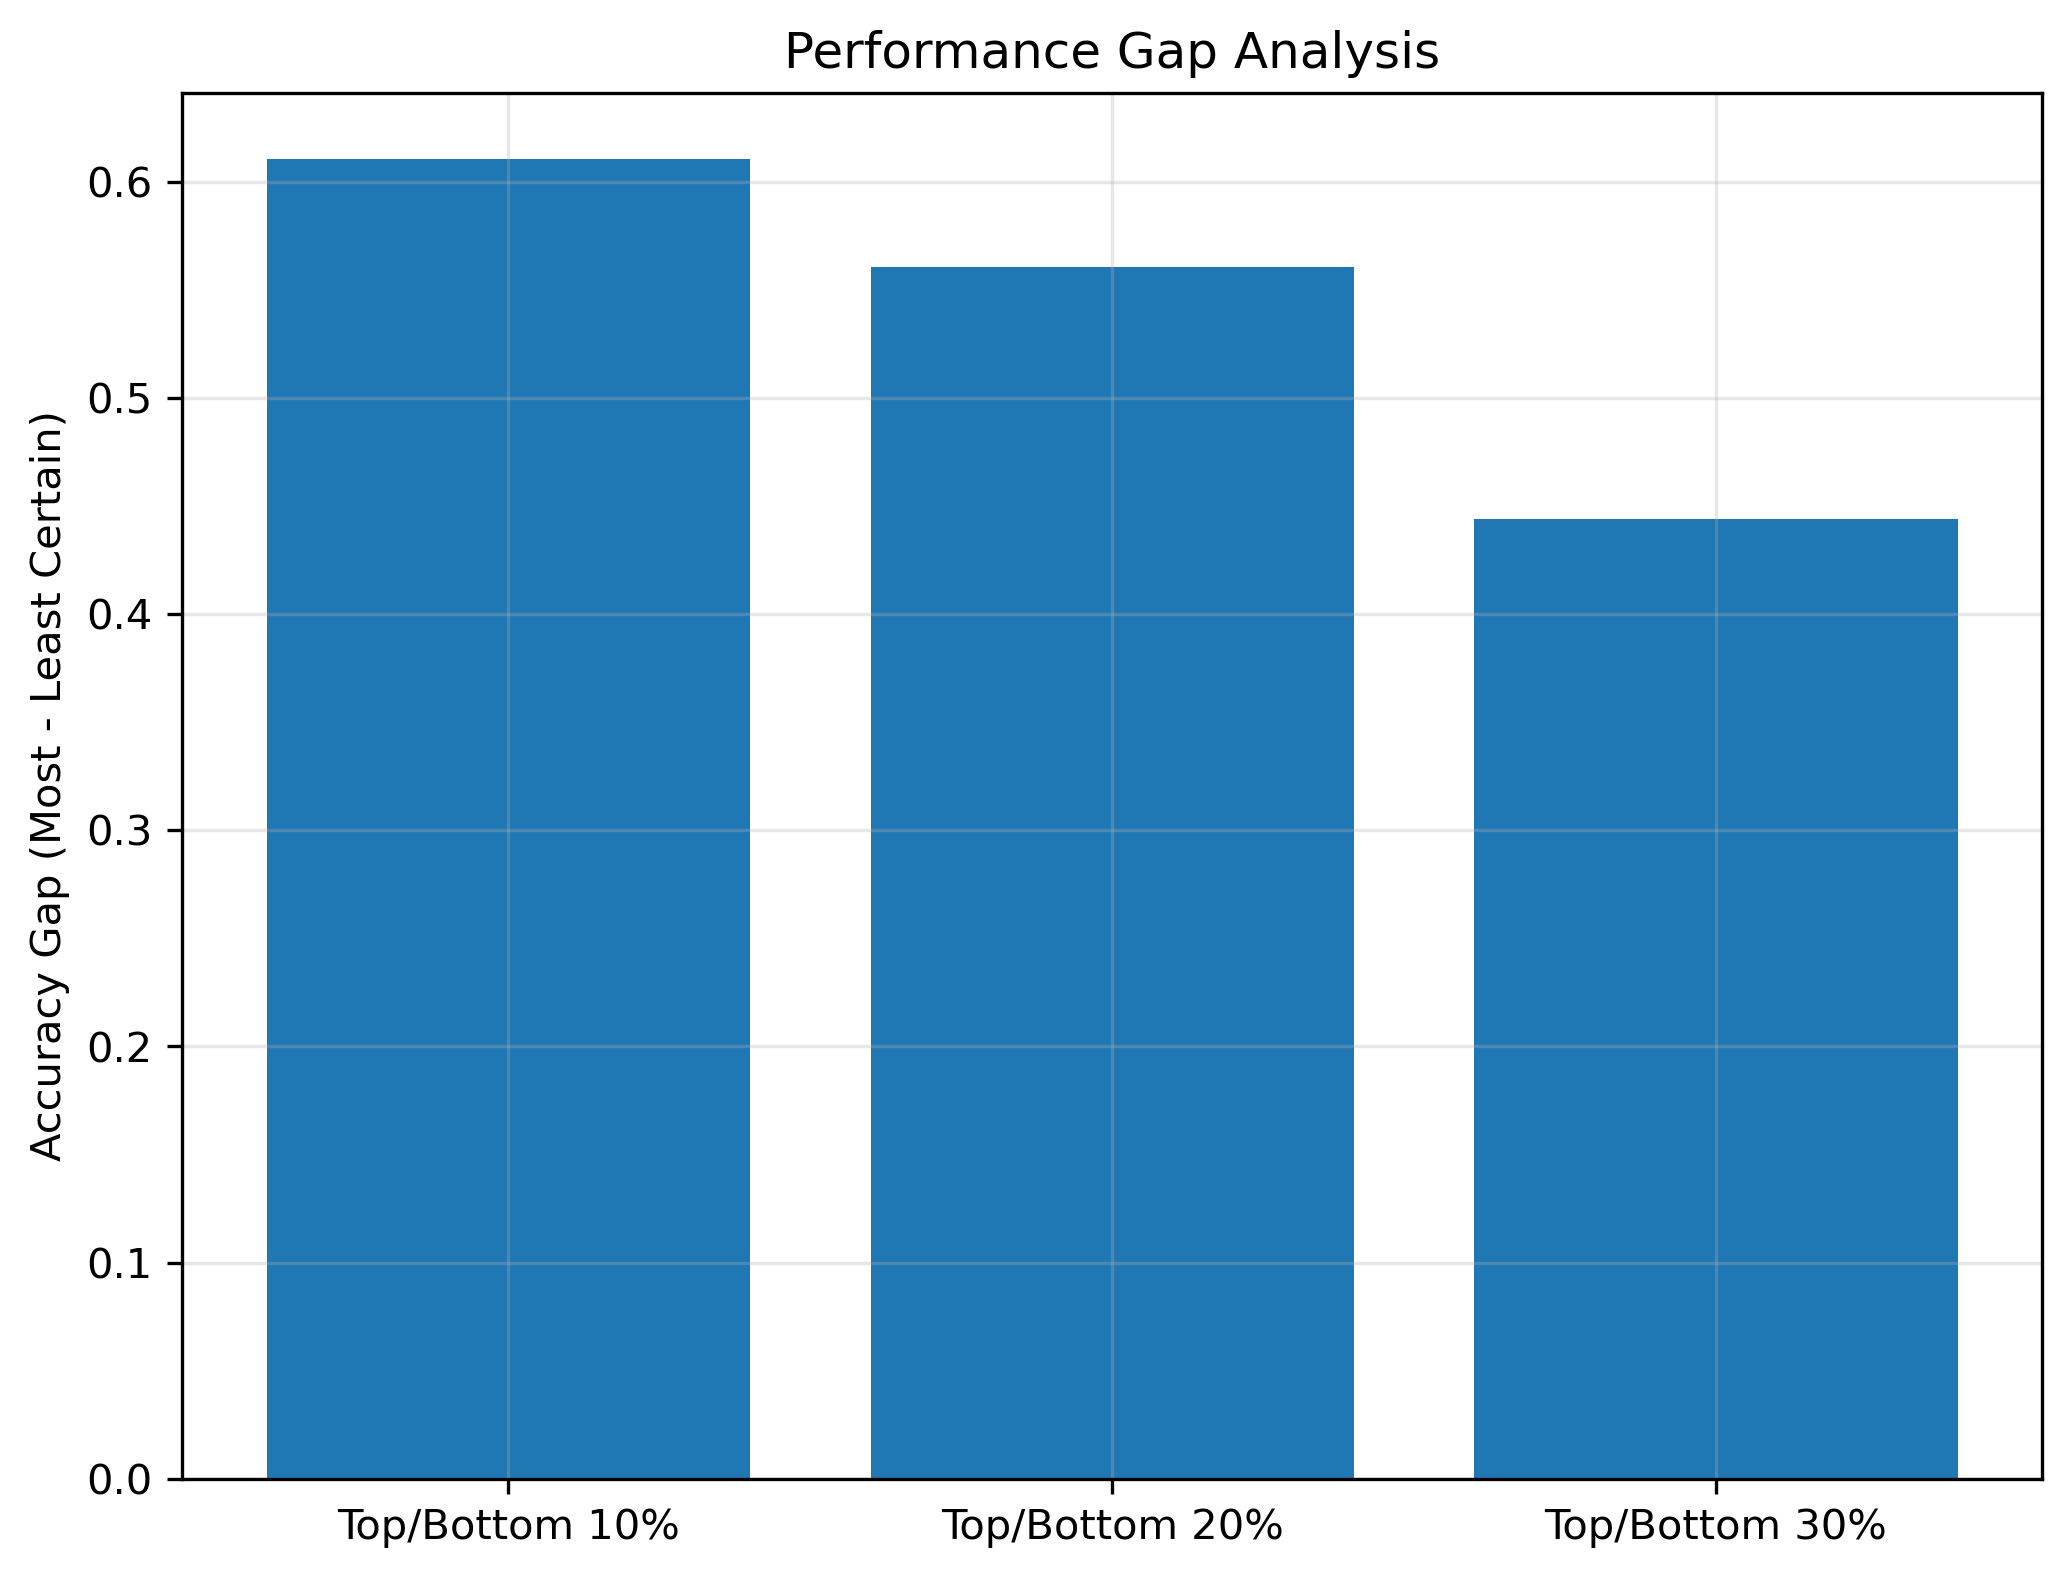 Performance Gap Analysis
Accuracy Gap (Most - Least Certain)
0.6
0.5
0.4
0.3
0.2
0.1
0.0
Top/Bottom 10%
Top/Bottom 20%
Top/Bottom 30%